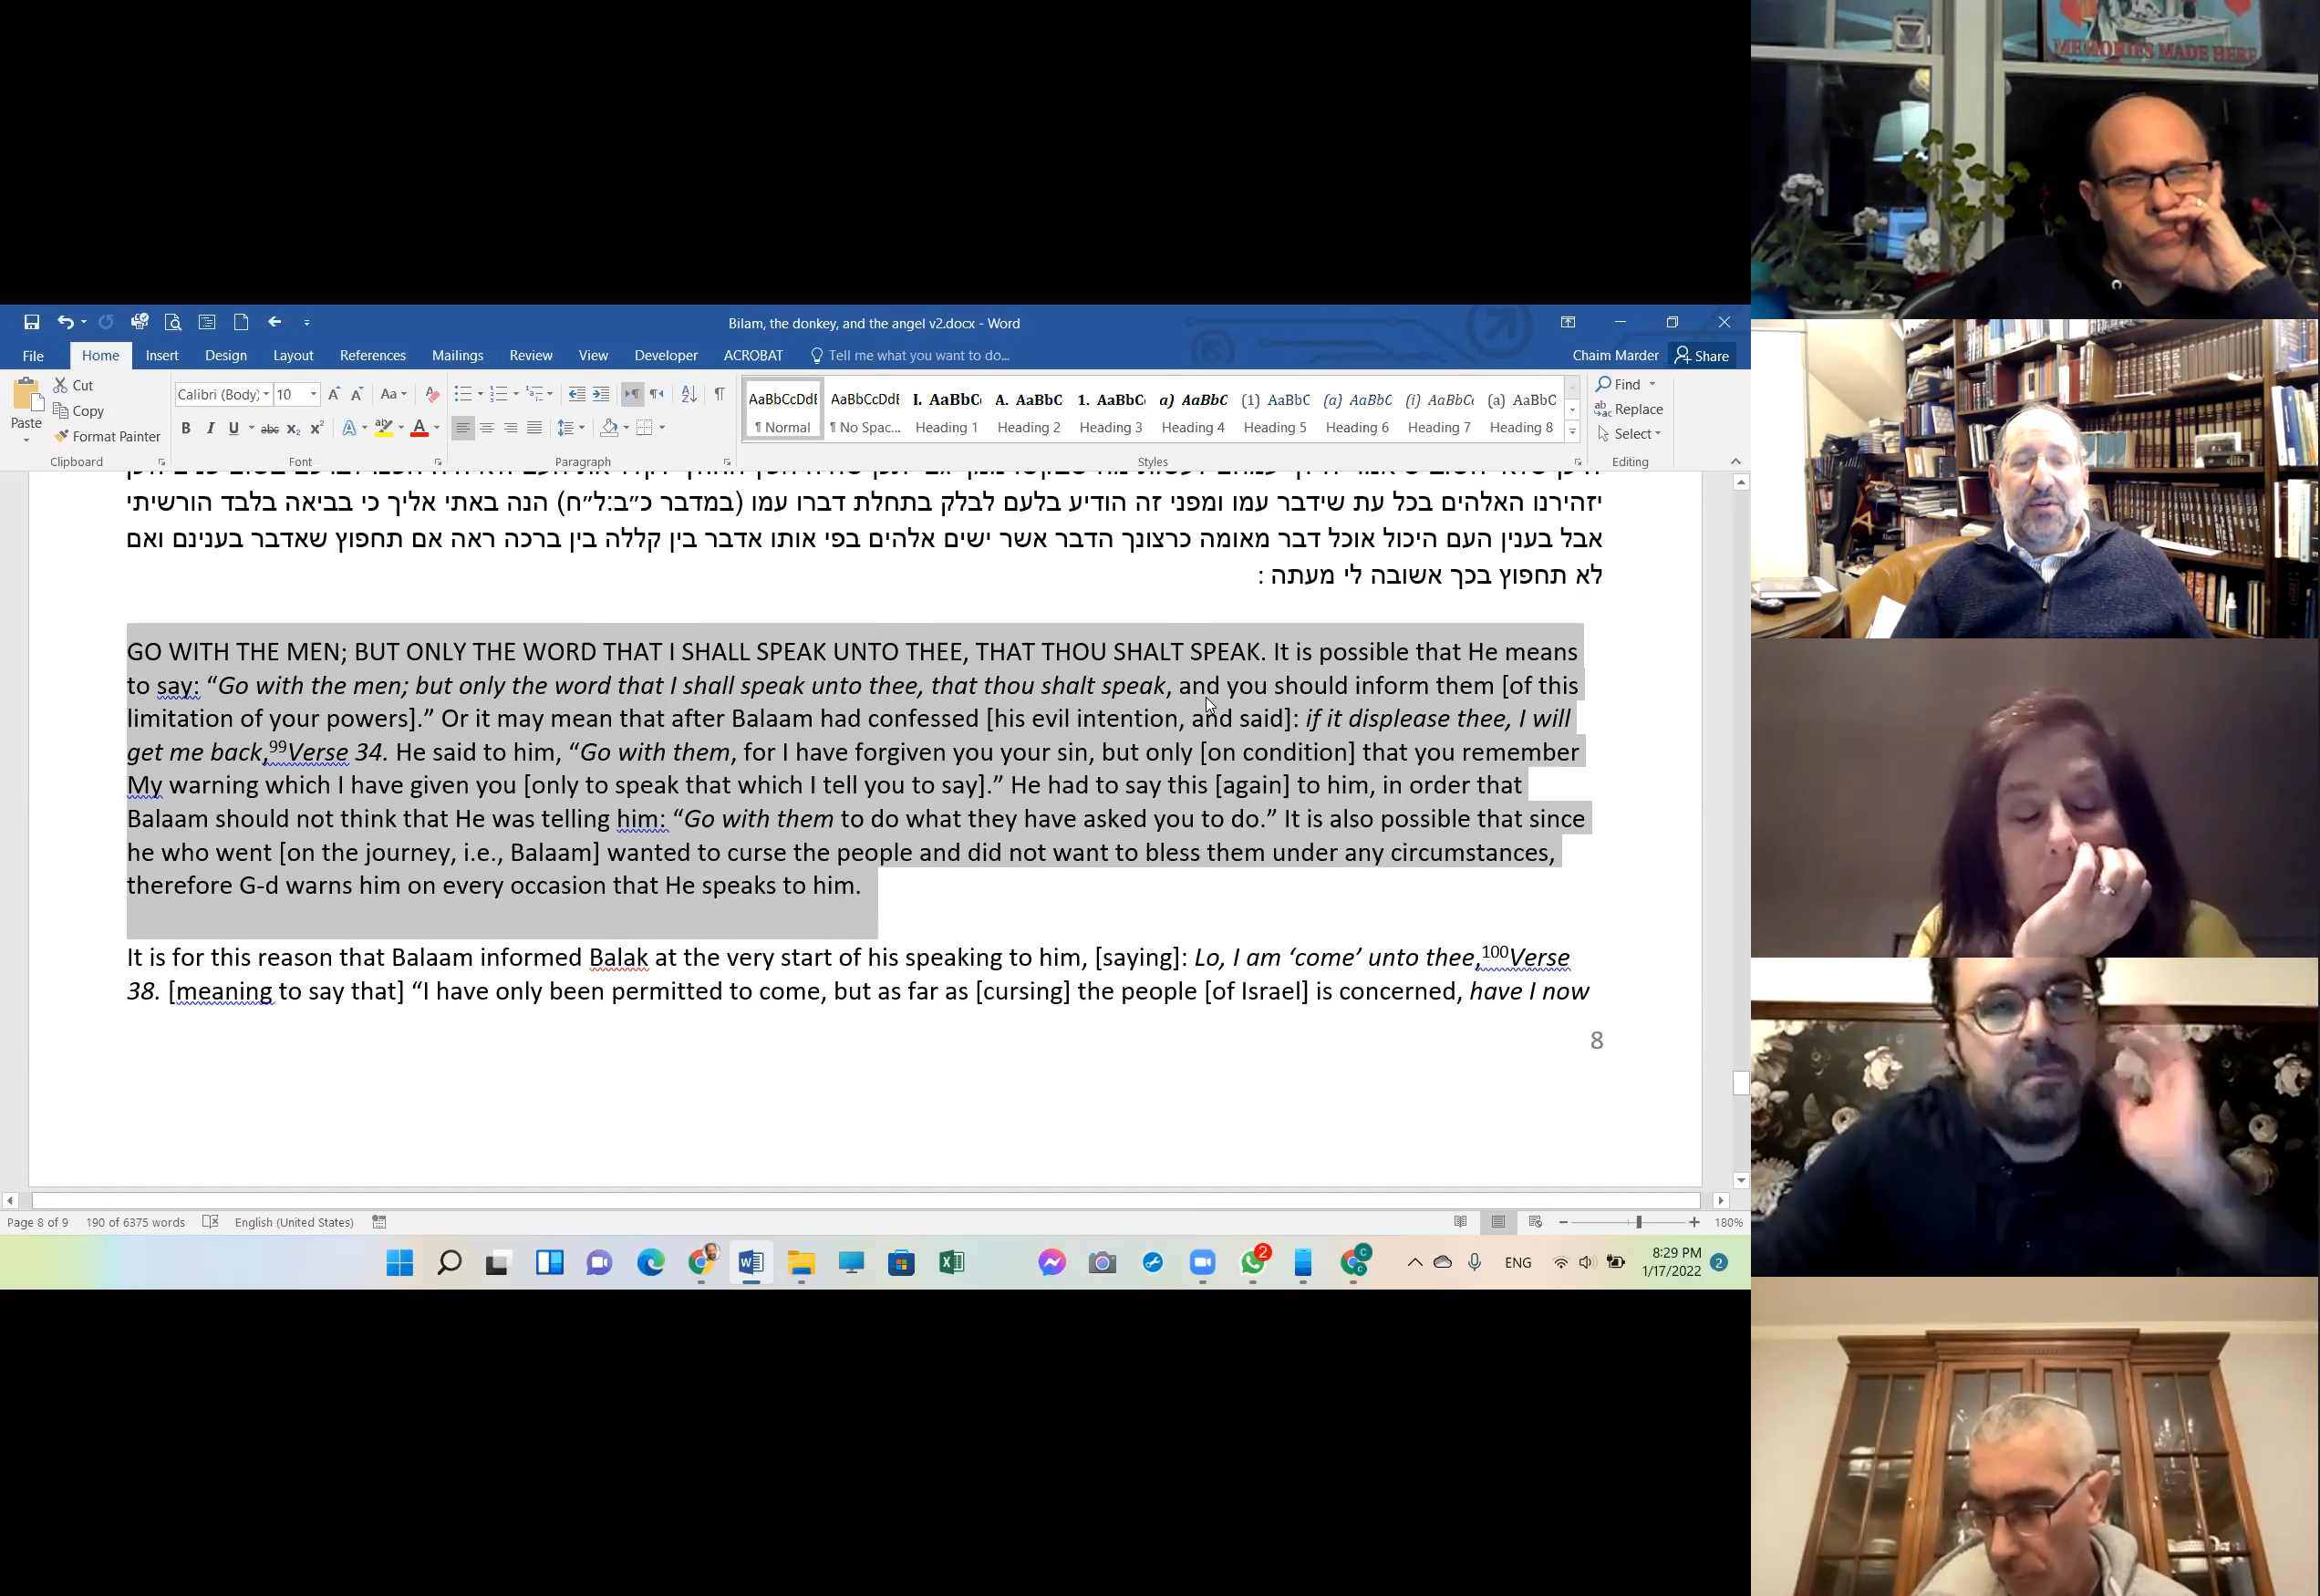 MEMORIES MADE HERE
Bilam, the donkey, and the angel v2.docx - Word
File Home Insert Design Layout References Mailings Review View Developer ACROBAT Tell me what you want to do... Chaim Marder Share
Paste
Cut
Copy
Format Painter
Clipboard
Calibri (Body) 10
Font
Paragraph
AaBbCcDdE AaBbCcDdE I. AaBbC A. AaBbC 1. AaBbC a) AaBbC (1) AaBbC (a) AaBbC (i) AaBbCc (a) AaBbC
¶ Normal ¶ No Spac... Heading 1 Heading 2 Heading 3 Heading 4 Heading 5 Heading 6 Heading 7 Heading 8
Styles
Find
Replace
Select
Editing
יזהירנו האלהים בכל עת שידבר עמו ומפני זה הודיע בלעם לבלק בתחלת דברו עמו (במדבר כ״ב:ל״ח) הנה באתי אליך כי בביאה בלבד הורשיתי
אבל בענין העם היכול אוכל דבר מאומה כרצונך הדבר אשר ישים אלהים בפי אותו אדבר בין קללה בין ברכה ראה אם תחפוץ שאדבר בענינם ואם
לא תחפוץ בכך אשובה לי מעתה :
GO WITH THE MEN; BUT ONLY THE WORD THAT I SHALL SPEAK UNTO THEE, THAT THOU SHALT SPEAK. It is possible that He means
to say: “Go with the men; but only the word that I shall speak unto thee, that thou shalt speak, and you should inform them [of this
limitation of your powers].” Or it may mean that after Balaam had confessed [his evil intention, and said]: if it displease thee, I will
get me back,99Verse 34. He said to him, “Go with them, for I have forgiven you your sin, but only [on condition] that you remember
My warning which I have given you [only to speak that which I tell you to say].” He had to say this [again] to him, in order that
Balaam should not think that He was telling him: “Go with them to do what they have asked you to do.” It is also possible that since
he who went [on the journey, i.e., Balaam] wanted to curse the people and did not want to bless them under any circumstances,
therefore G-d warns him on every occasion that He speaks to him.
It is for this reason that Balaam informed Balak at the very start of his speaking to him, [saying]: Lo, I am ‘come’ unto thee,100Verse
38. [meaning to say that] “I have only been permitted to come, but as far as [cursing] the people [of Israel] is concerned, have I now
8
Page 8 of 9 190 of 6375 words English (United States) 180%
2
ENG
8:29 PM
1/17/2022
2